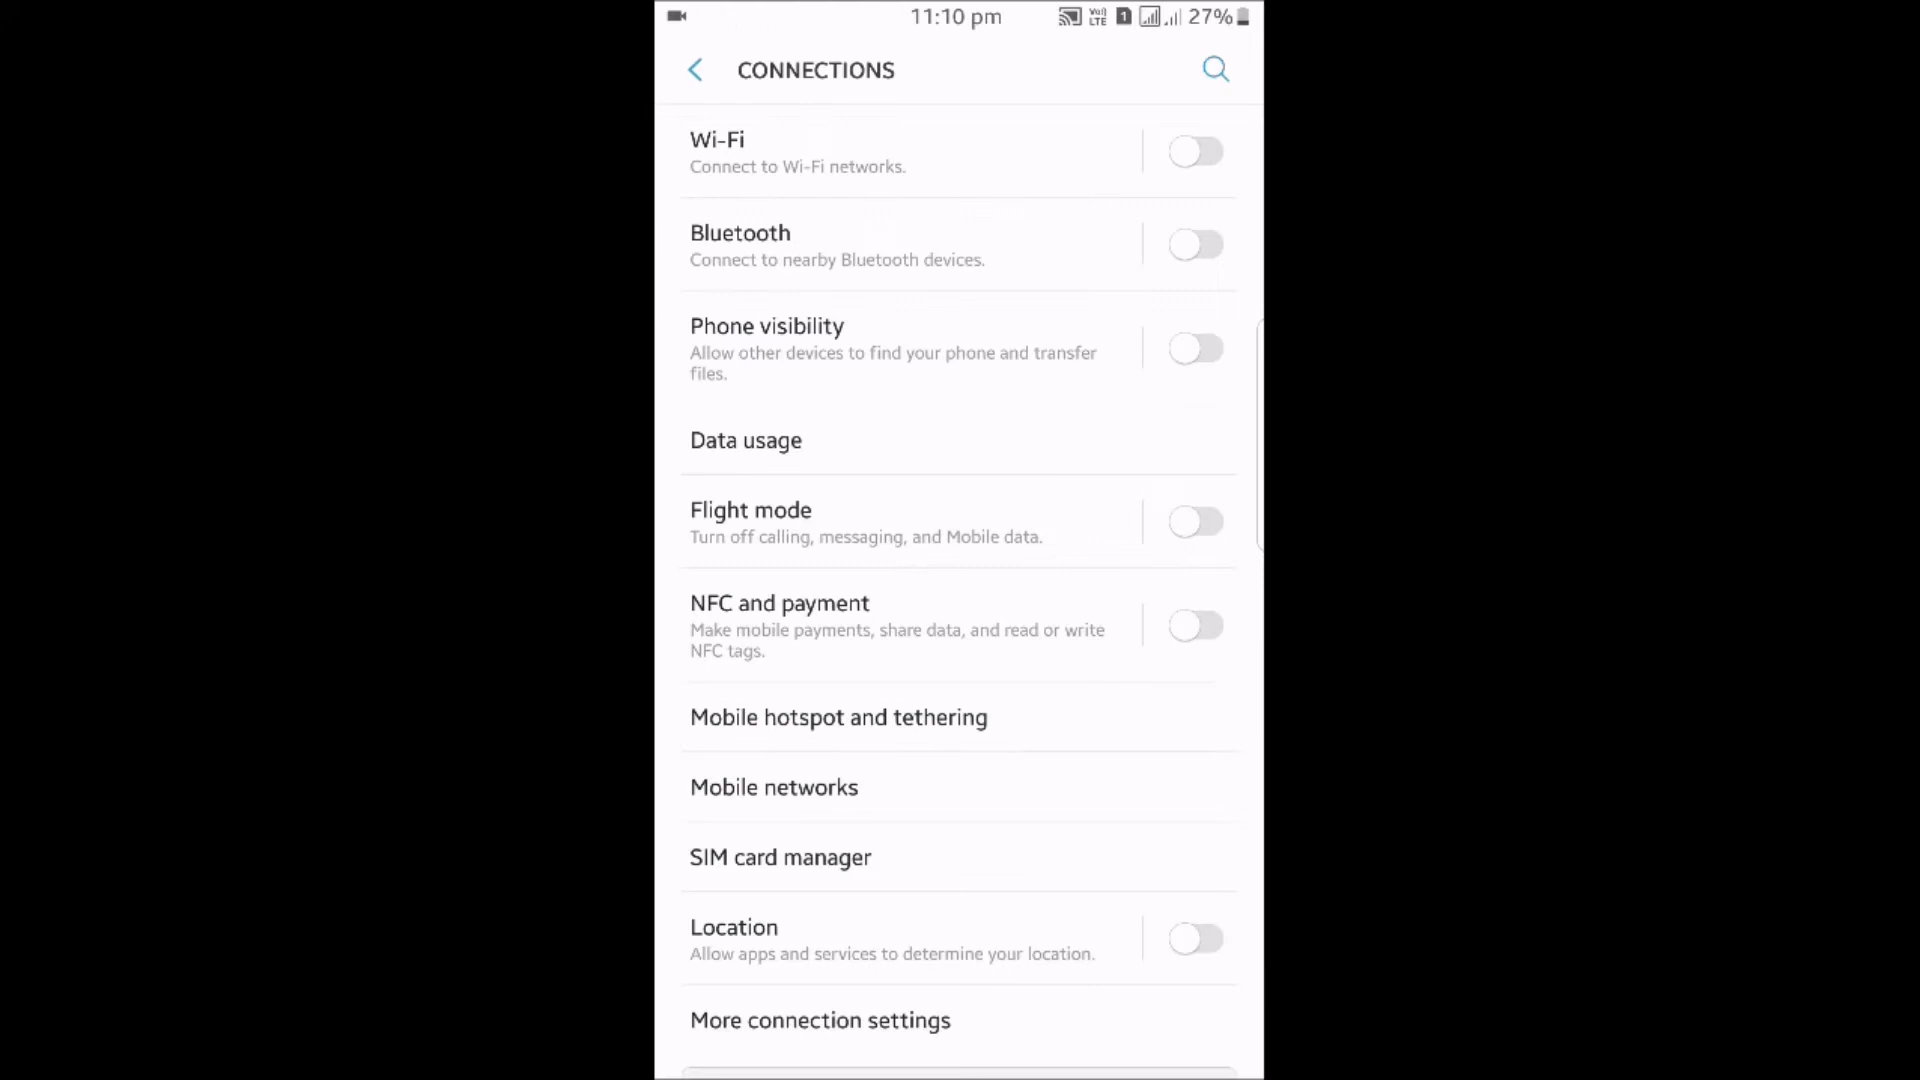 11:10 pm VoLTE 1 27%
CONNECTIONS
Wi-Fi
Connect to Wi-Fi networks.
Bluetooth
Connect to nearby Bluetooth devices.
Phone visibility
Allow other devices to find your phone and transfer
files.
Data usage
Flight mode
Turn off calling, messaging, and Mobile data.
NFC and payment
Make mobile payments, share data, and read or write
NFC tags.
Mobile hotspot and tethering
Mobile networks
SIM card manager
Location
Allow apps and services to determine your location.
More connection settings